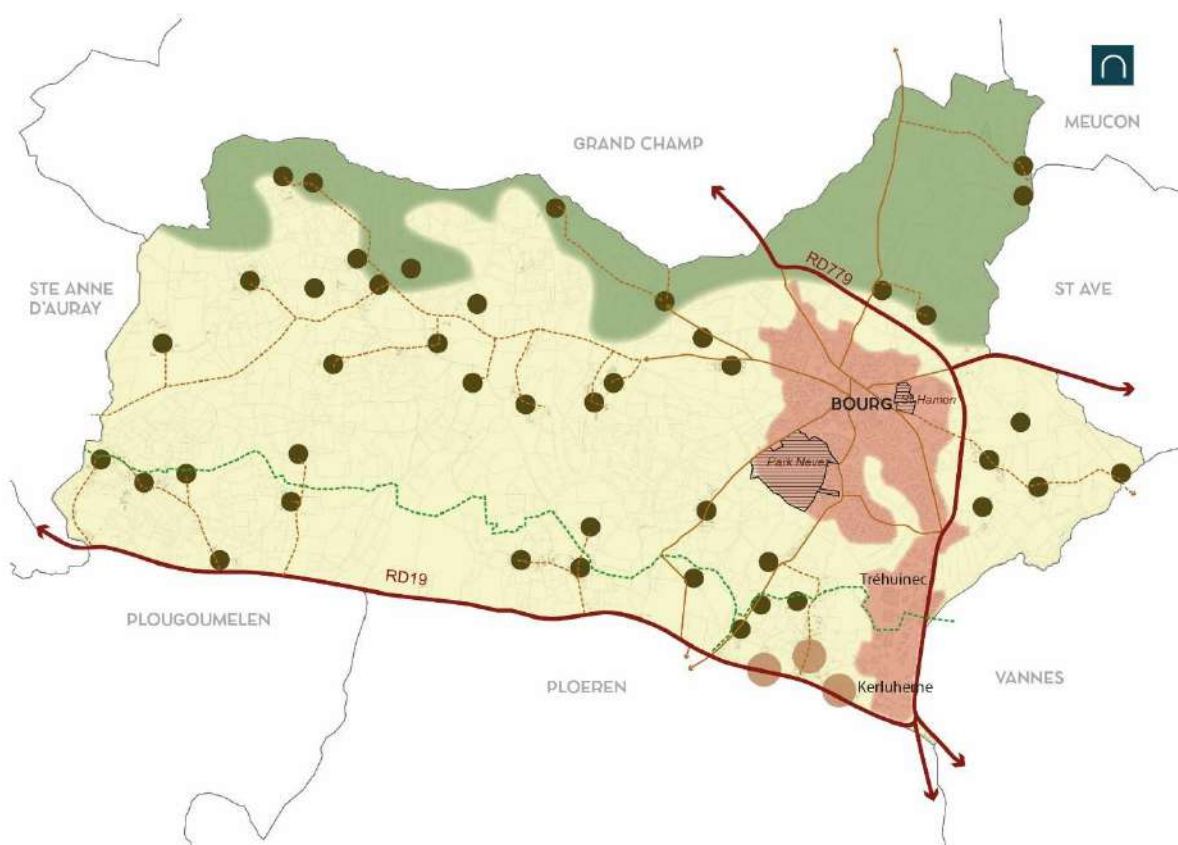 MEUCON
GRAND CHAMP
RD779
STE ANNE
D'AURAY
ST AVE
BOURG
St Hamon
Park Nevez
RD19
Tréhuinec
PLOUGOUMELEN
PLOEREN
Kerluherne
VANNES